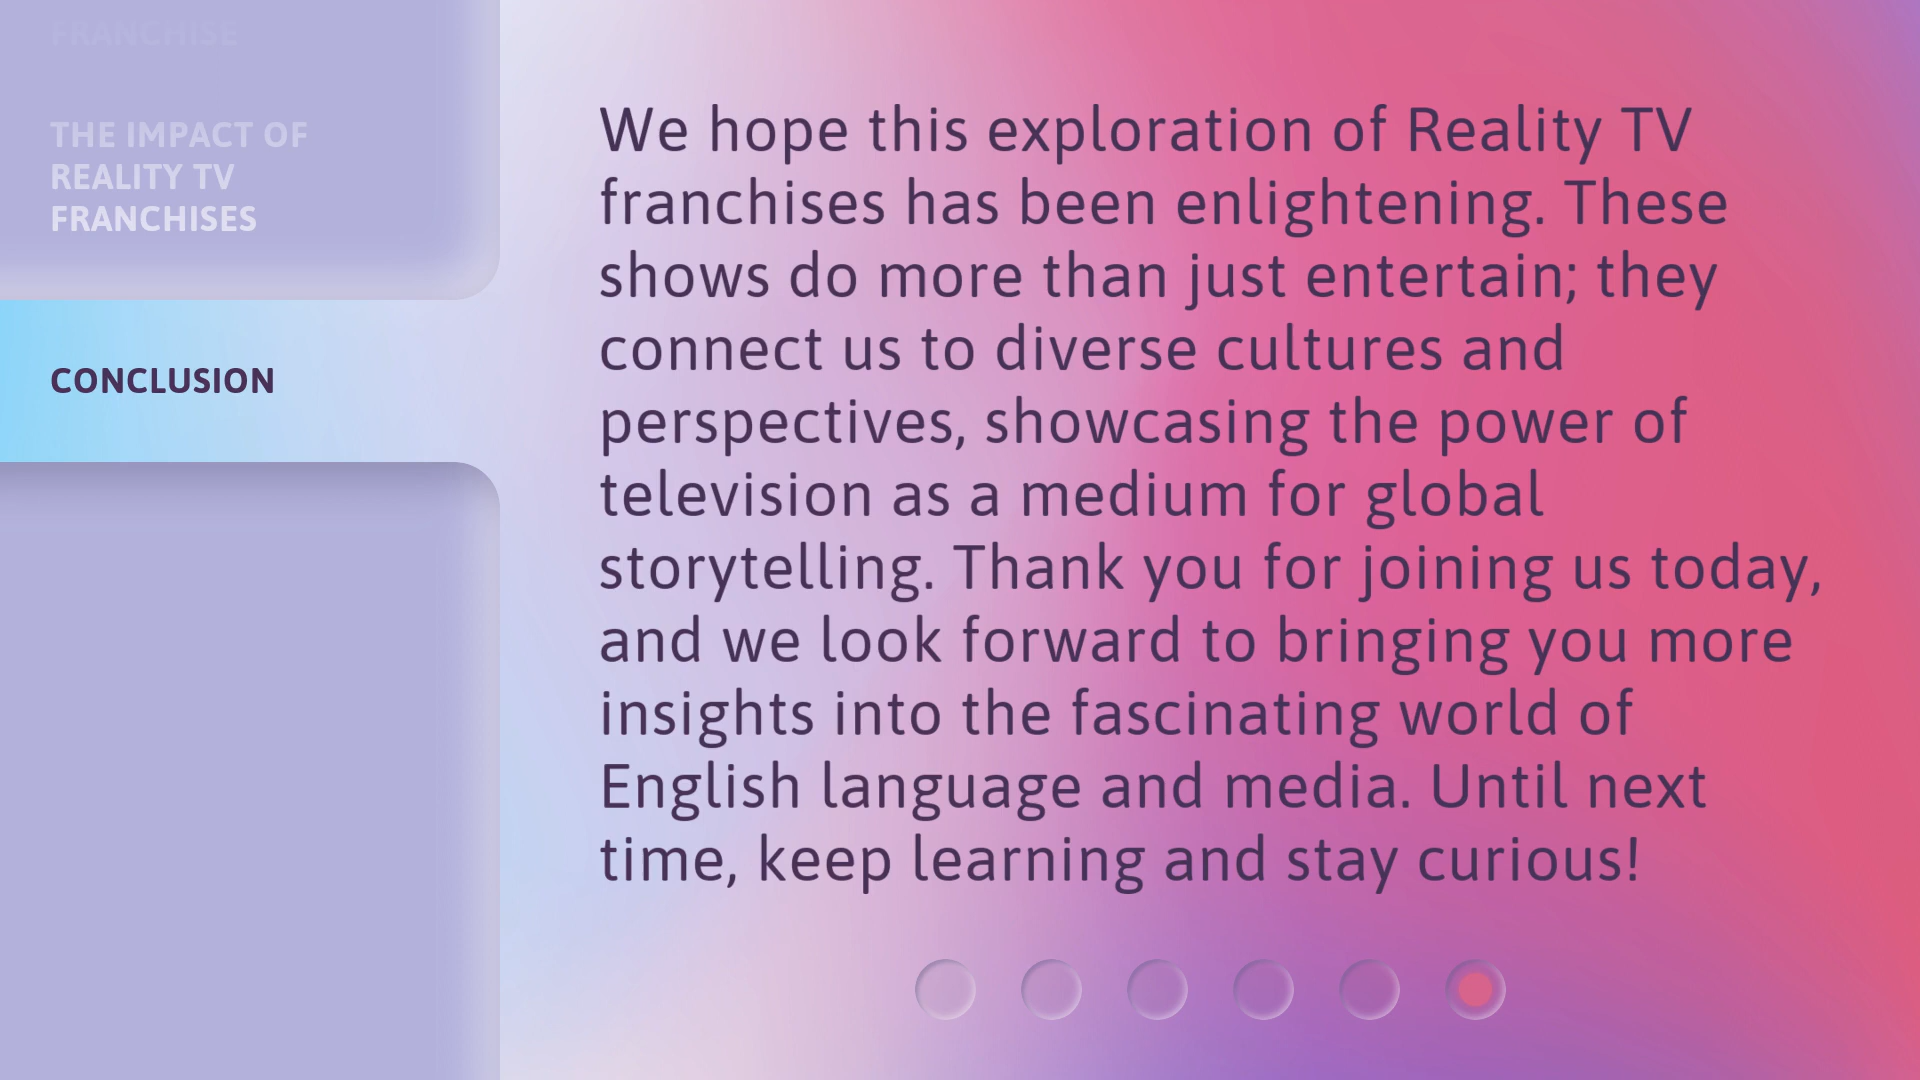 FRANCHISE
THE IMPACT OF
REALITY TV
FRANCHISES
CONCLUSION
We hope this exploration of Reality TV
franchises has been enlightening. These
shows do more than just entertain; they
connect us to diverse cultures and
perspectives, showcasing the power of
television as a medium for global
storytelling. Thank you for joining us today,
and we look forward to bringing you more
insights into the fascinating world of
English language and media. Until next
time, keep learning and stay curious!